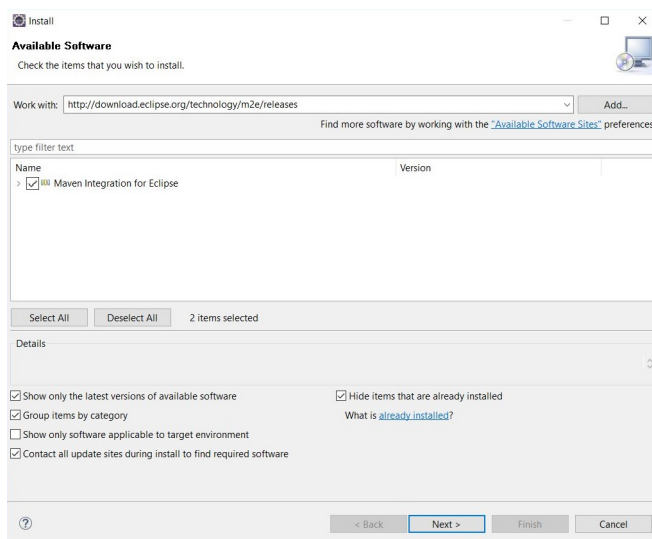 Install
Available Software
Check the items that you wish to install.
Work with: http://download.eclipse.org/technology/m2e/releases Add...
Find more software by working with the "Available Software Sites" preferences
type filter text
Name Version
Maven Integration for Eclipse
Select All Deselect All 2 items selected
Details
Show only the latest versions of available software Hide items that are already installed
Group items by category What is already installed?
Show only software applicable to target environment
Contact all update sites during install to find required software
? < Back Next > Finish Cancel